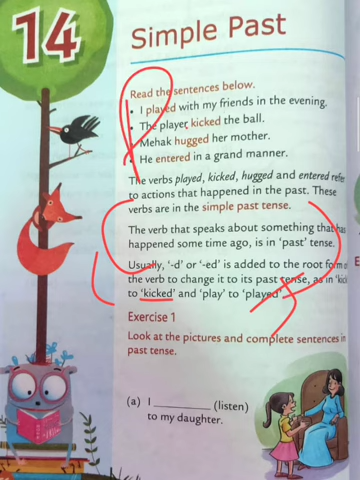 14
Simple Past
Read the sentences below.
• I played with my friends in the evening.
• The player kicked the ball.
Mehak hugged her mother.
• He entered in a grand manner.
The verbs played, kicked, hugged and entered refer
to actions that happened in the past. These
verbs are in the simple past tense.
The verb that speaks about something that has
happened some time ago, is in 'past' tense.
Usually, '-d' or '-ed' is added to the root form of
the verb to change it to its past tense, as in 'kick'
to 'kicked' and 'play' to 'played'
Exercise 1
Look at the pictures and complete sentences in
past tense.
(a) I ________ (listen)
to my daughter.